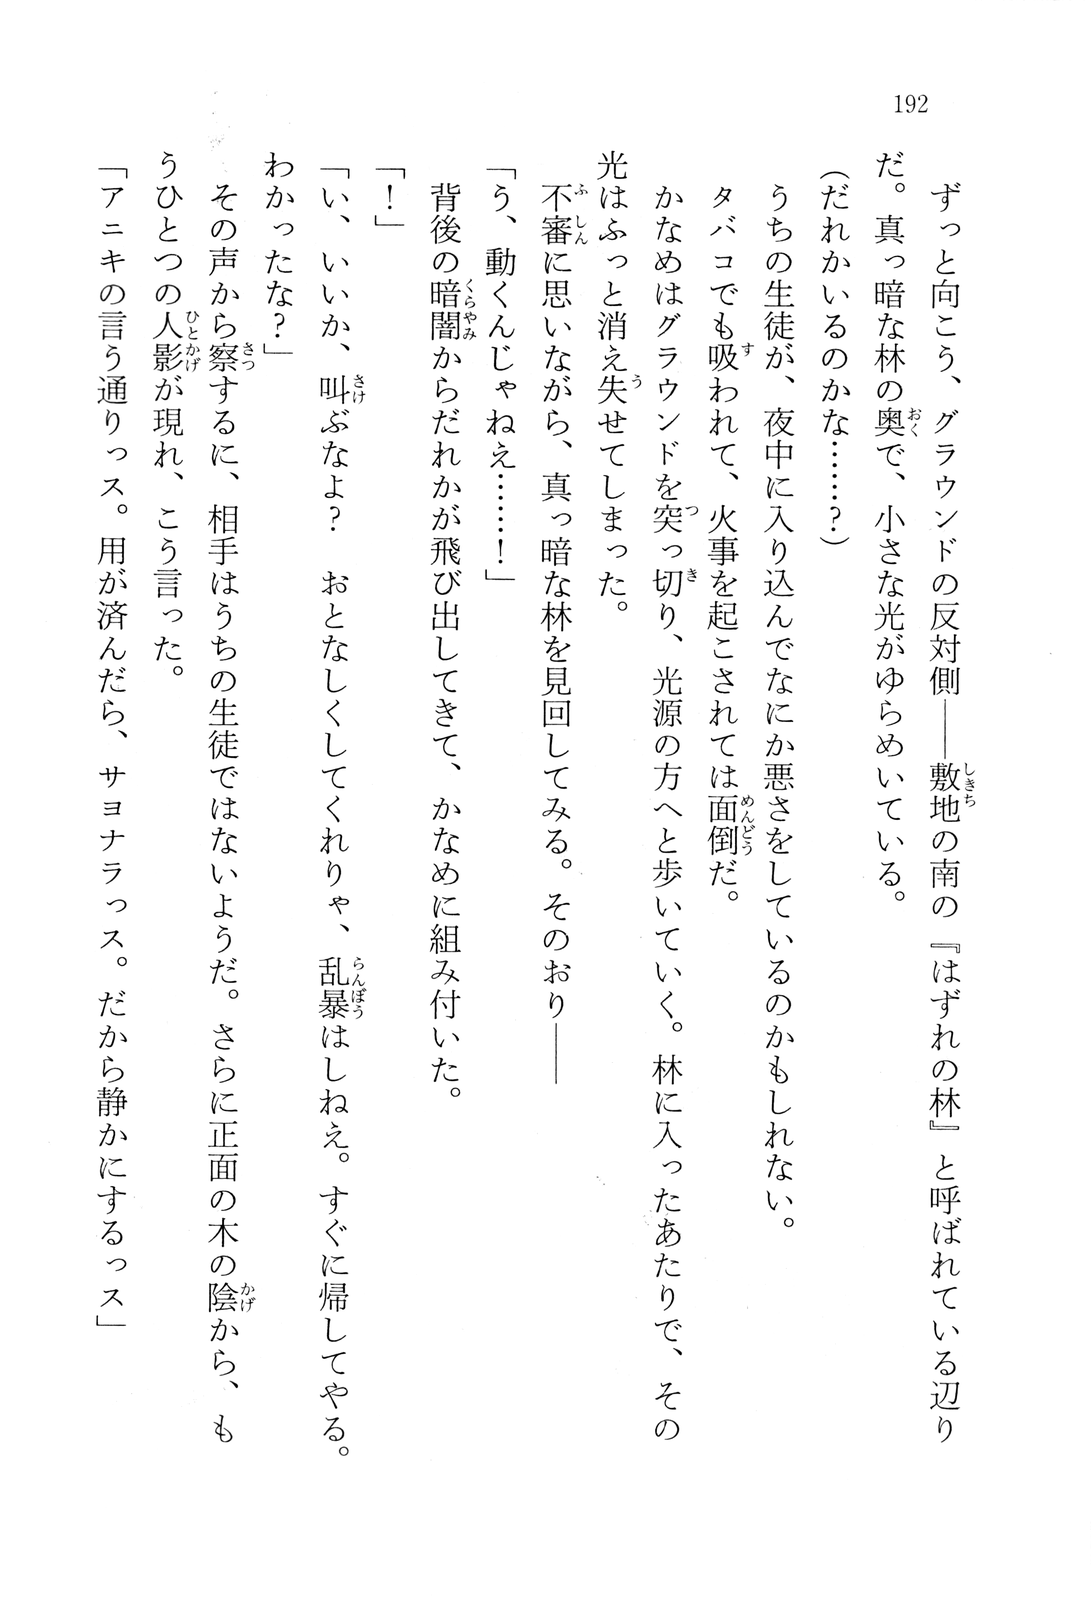 192
　ずっと向こう、グラウンドの反対側――敷地の南の『はずれの林』と呼ばれている辺り
だ。真っ暗な林の奥で、小さな光がゆらめいている。
（だれかいるのかな……？）
　うちの生徒が、夜中に入り込んでなにか悪さをしているのかもしれない。
　タバコでも吸われて、火事を起こされては面倒だ。
　かなめはグラウンドを突っ切り、光源の方へと歩いていく。林に入ったあたりで、その
光はふっと消え失せてしまった。
　不審に思いながら、真っ暗な林を見回してみる。そのおり――
「う、動くんじゃねえ……！」
　背後の暗闇からだれかが飛び出してきて、かなめに組み付いた。
「！」
「い、いいか、叫ぶなよ？　おとなしくしてくれりゃ、乱暴はしねえ。すぐに帰してやる。
わかったな？」
　その声から察するに、相手はうちの生徒ではないようだ。さらに正面の木の陰から、も
うひとつの人影が現れ、こう言った。
「アニキの言う通りっス。用が済んだら、サヨナラっス。だから静かにするっス」